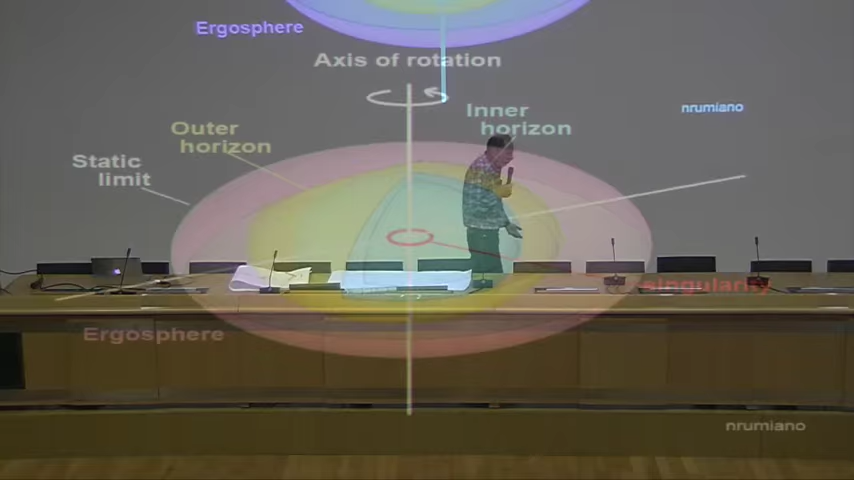 Ergosphere
Axis of rotation
nrumiano
Inner
horizon
Outer
horizon
Static
limit
singularity
Ergosphere
nrumiano